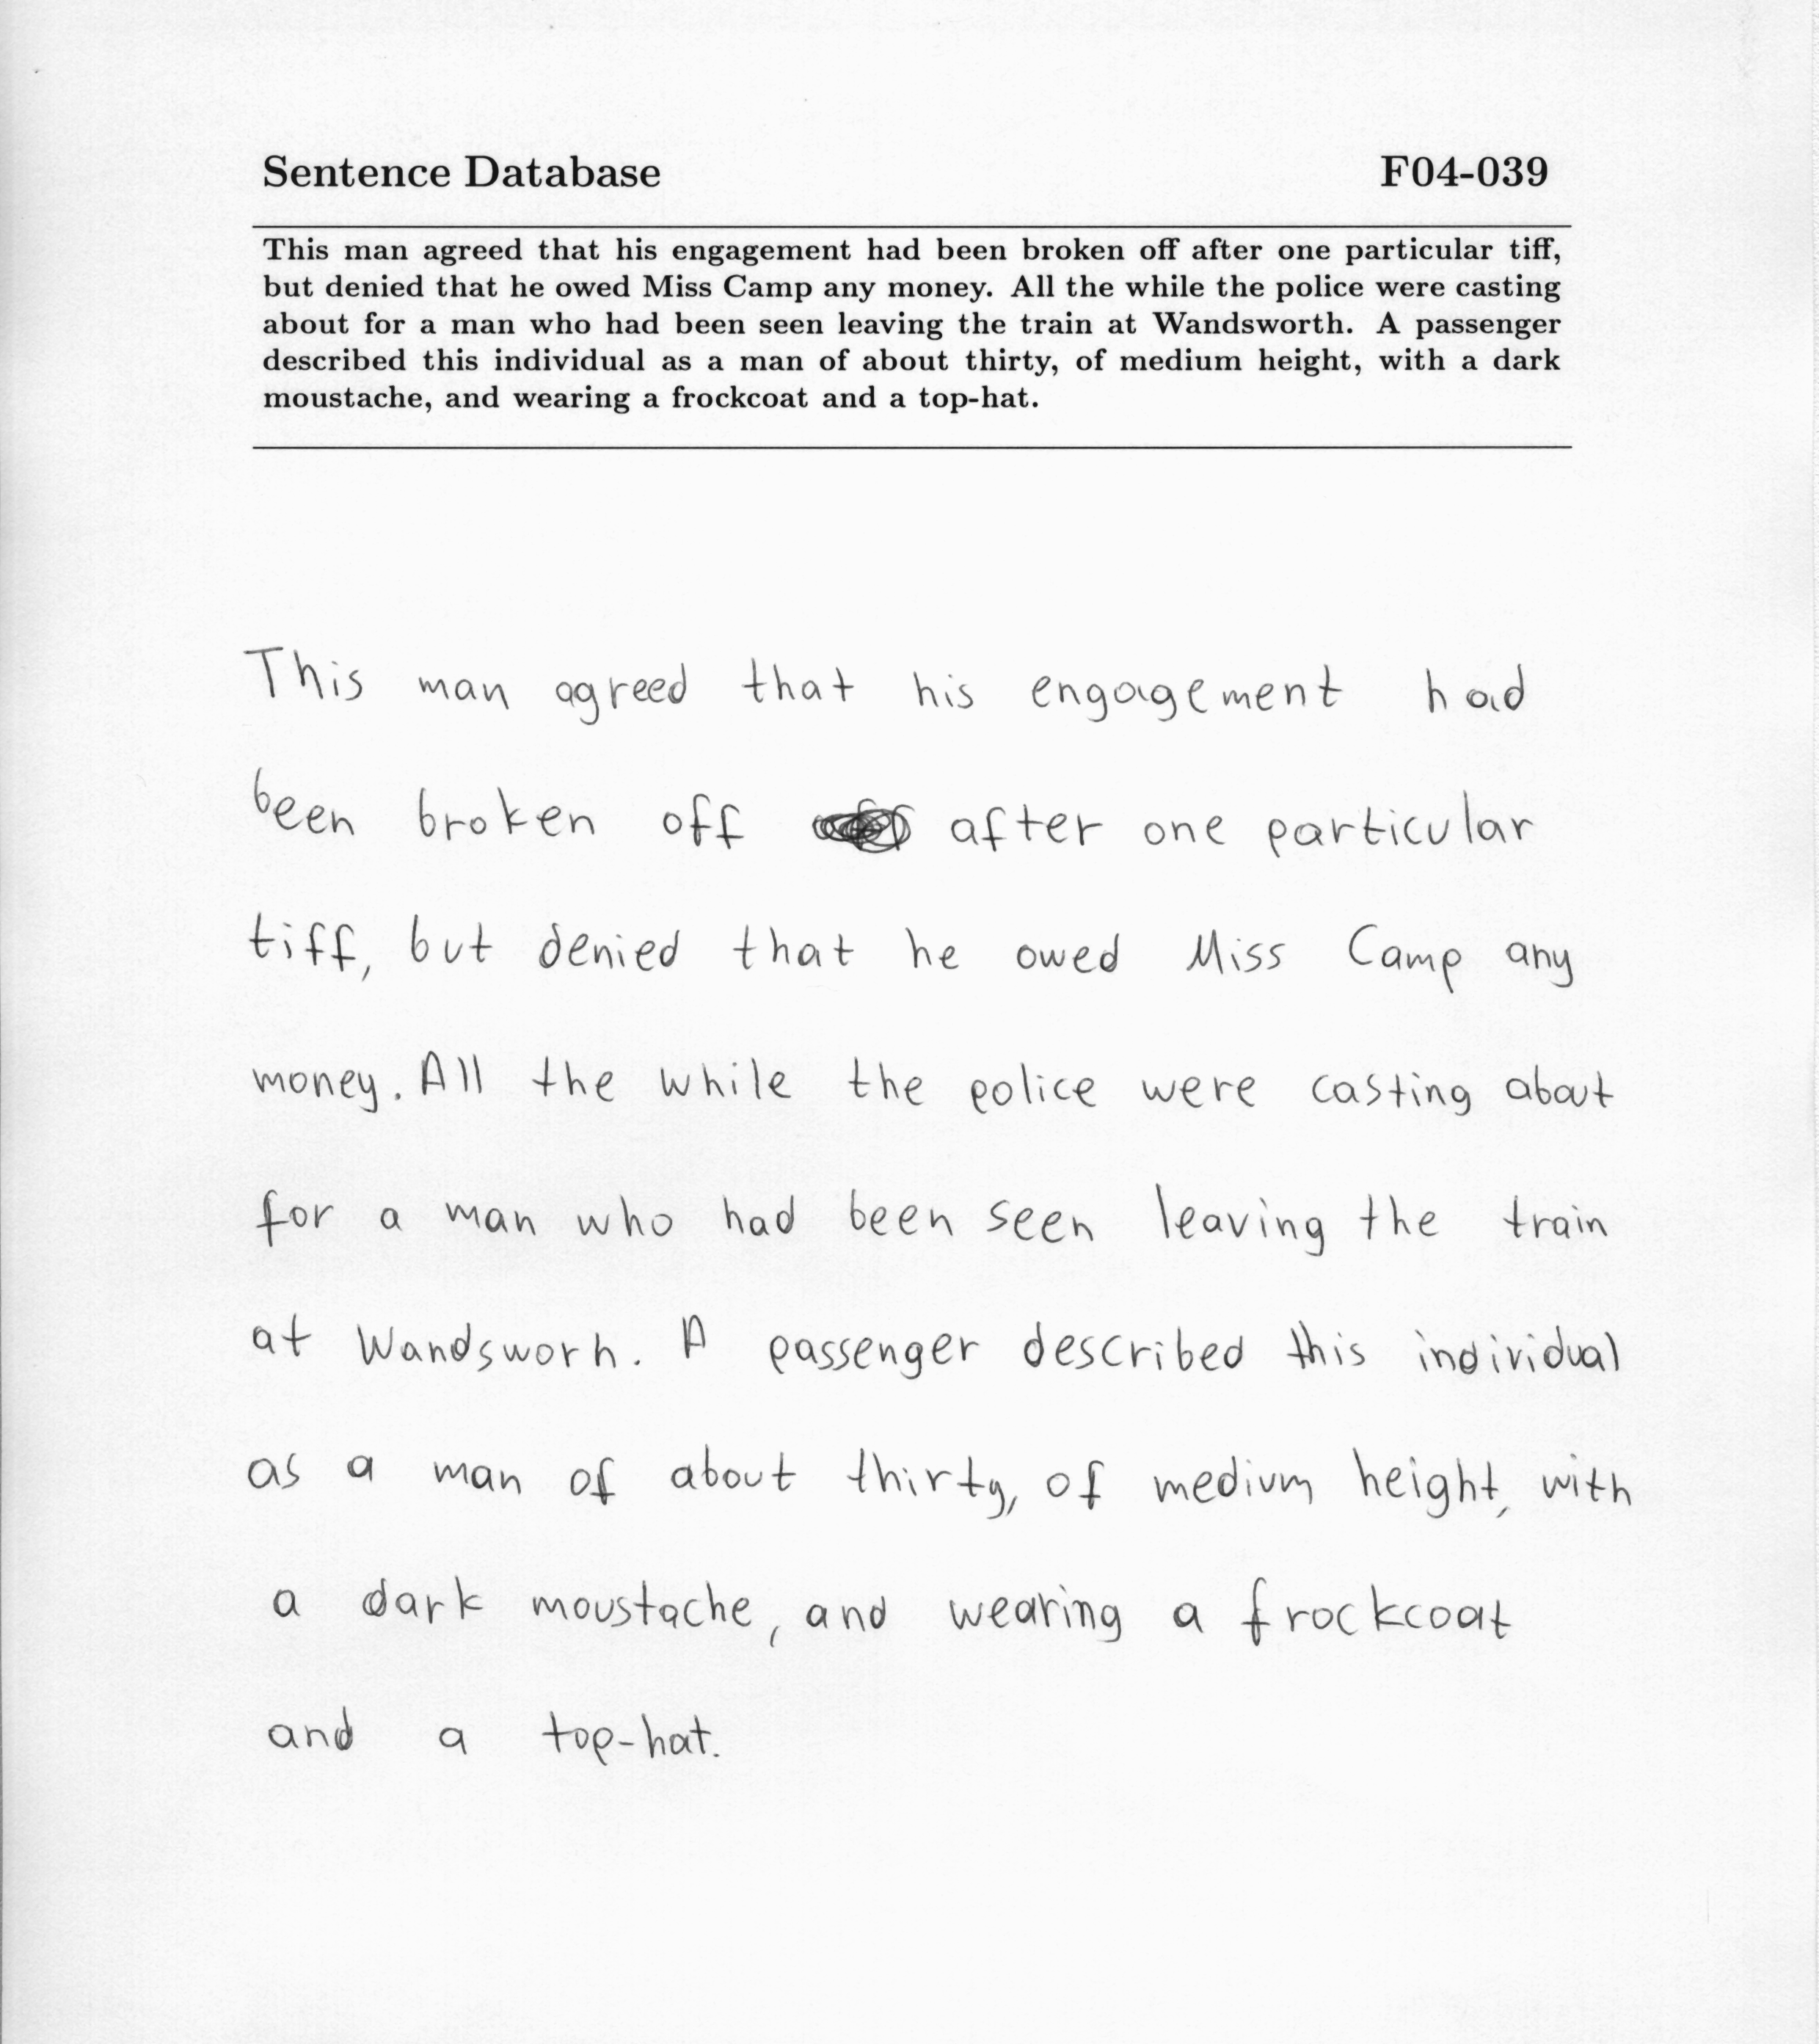 Sentence Database F04-039
This man agreed that his engagement had been broken off after one particular tiff,
but denied that he owed Miss Camp any money. All the while the police were casting
about for a man who had been seen leaving the train at Wandsworth. A passenger
described this individual as a man of about thirty, of medium height, with a dark
moustache, and wearing a frockcoat and a top-hat.
This man agreed that his engagement had
been broken off after one particular
tiff, but denied that he owed Miss Camp any
money. All the while the police were casting about
for a man who had been seen leaving the train
at Wandsworh. A passenger described this individual
as a man of about thirty, of medium height, with
a dark moustache, and wearing a frockcoat
and a top-hat.